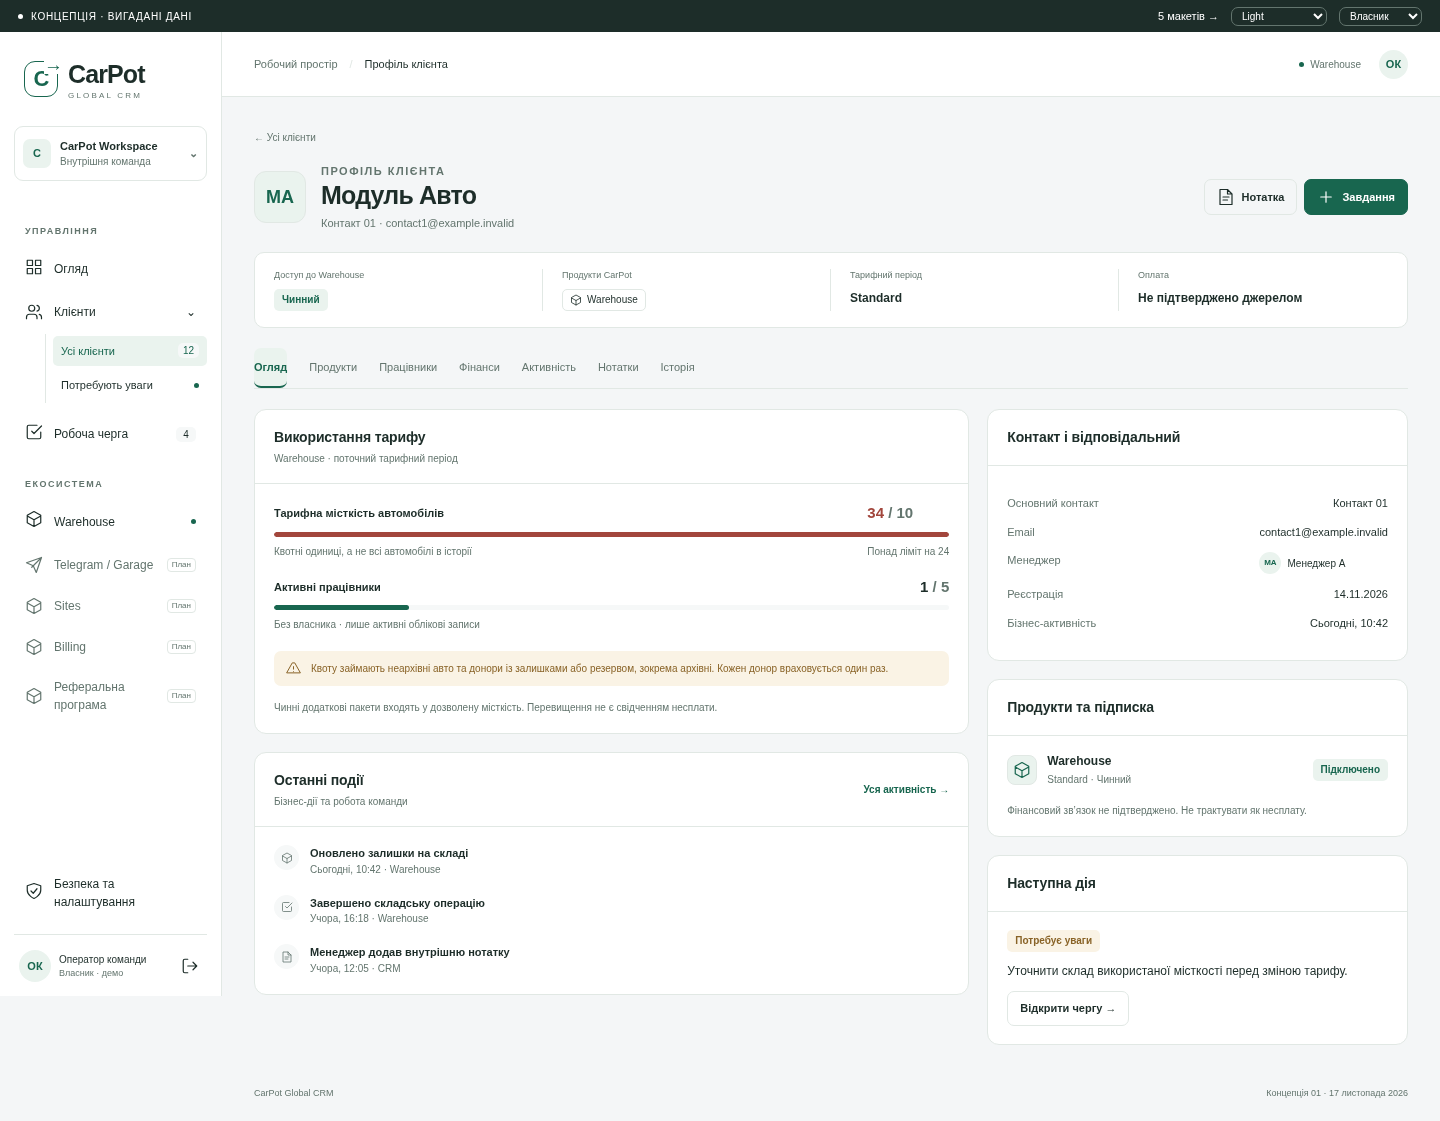 КОНЦЕПЦІЯ · ВИГАДАНІ ДАНІ
5 макетів →
Light
Власник
C
CarPot
GLOBAL CRM
C
CarPot Workspace
Внутрішня команда
УПРАВЛІННЯ
Огляд
Клієнти
Усі клієнти
12
Потребують уваги
Робоча черга
4
ЕКОСИСТЕМА
Warehouse
Telegram / Garage
План
Sites
План
Billing
План
Реферальна
програма
План
Безпека та
налаштування
ОК
Оператор команди
Власник · демо
Робочий простір / Профіль клієнта
Warehouse
ОК
← Усі клієнти
МА
ПРОФІЛЬ КЛІЄНТА
Модуль Авто
Контакт 01 · contact1@example.invalid
Нотатка
Завдання
Доступ до Warehouse
Чинний
Продукти CarPot
Warehouse
Тарифний період
Standard
Оплата
Не підтверджено джерелом
Огляд
Продукти
Працівники
Фінанси
Активність
Нотатки
Історія
Використання тарифу
Warehouse · поточний тарифний період
Тарифна місткість автомобілів
34 / 10
Квотні одиниці, а не всі автомобілі в історії
Понад ліміт на 24
Активні працівники
1 / 5
Без власника · лише активні облікові записи
Квоту займають неархівні авто та донори із залишками або резервом, зокрема архівні. Кожен донор враховується один раз.
Чинні додаткові пакети входять у дозволену місткість. Перевищення не є свідченням несплати.
Останні події
Бізнес-дії та робота команди
Уся активність →
Оновлено залишки на складі
Сьогодні, 10:42 · Warehouse
Завершено складську операцію
Учора, 16:18 · Warehouse
Менеджер додав внутрішню нотатку
Учора, 12:05 · CRM
Контакт і відповідальний
Основний контакт
Контакт 01
Email
contact1@example.invalid
Менеджер
МА
Менеджер А
Реєстрація
14.11.2026
Бізнес-активність
Сьогодні, 10:42
Продукти та підписка
Warehouse
Standard · Чинний
Підключено
Фінансовий зв’язок не підтверджено. Не трактувати як несплату.
Наступна дія
Потребує уваги
Уточнити склад використаної місткості перед зміною тарифу.
Відкрити чергу →
CarPot Global CRM
Концепція 01 · 17 листопада 2026